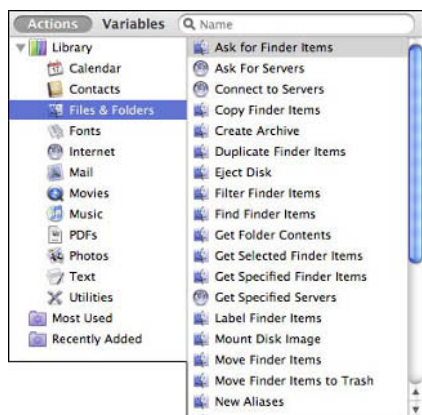 Actions Variables Name
Library
Calendar
Contacts
Files & Folders
Fonts
Internet
Mail
Movies
Music
PDFs
Photos
Text
Utilities
Most Used
Recently Added
Ask for Finder Items
Ask For Servers
Connect to Servers
Copy Finder Items
Create Archive
Duplicate Finder Items
Eject Disk
Filter Finder Items
Find Finder Items
Get Folder Contents
Get Selected Finder Items
Get Specified Finder Items
Get Specified Servers
Label Finder Items
Mount Disk Image
Move Finder Items
Move Finder Items to Trash
New Aliases